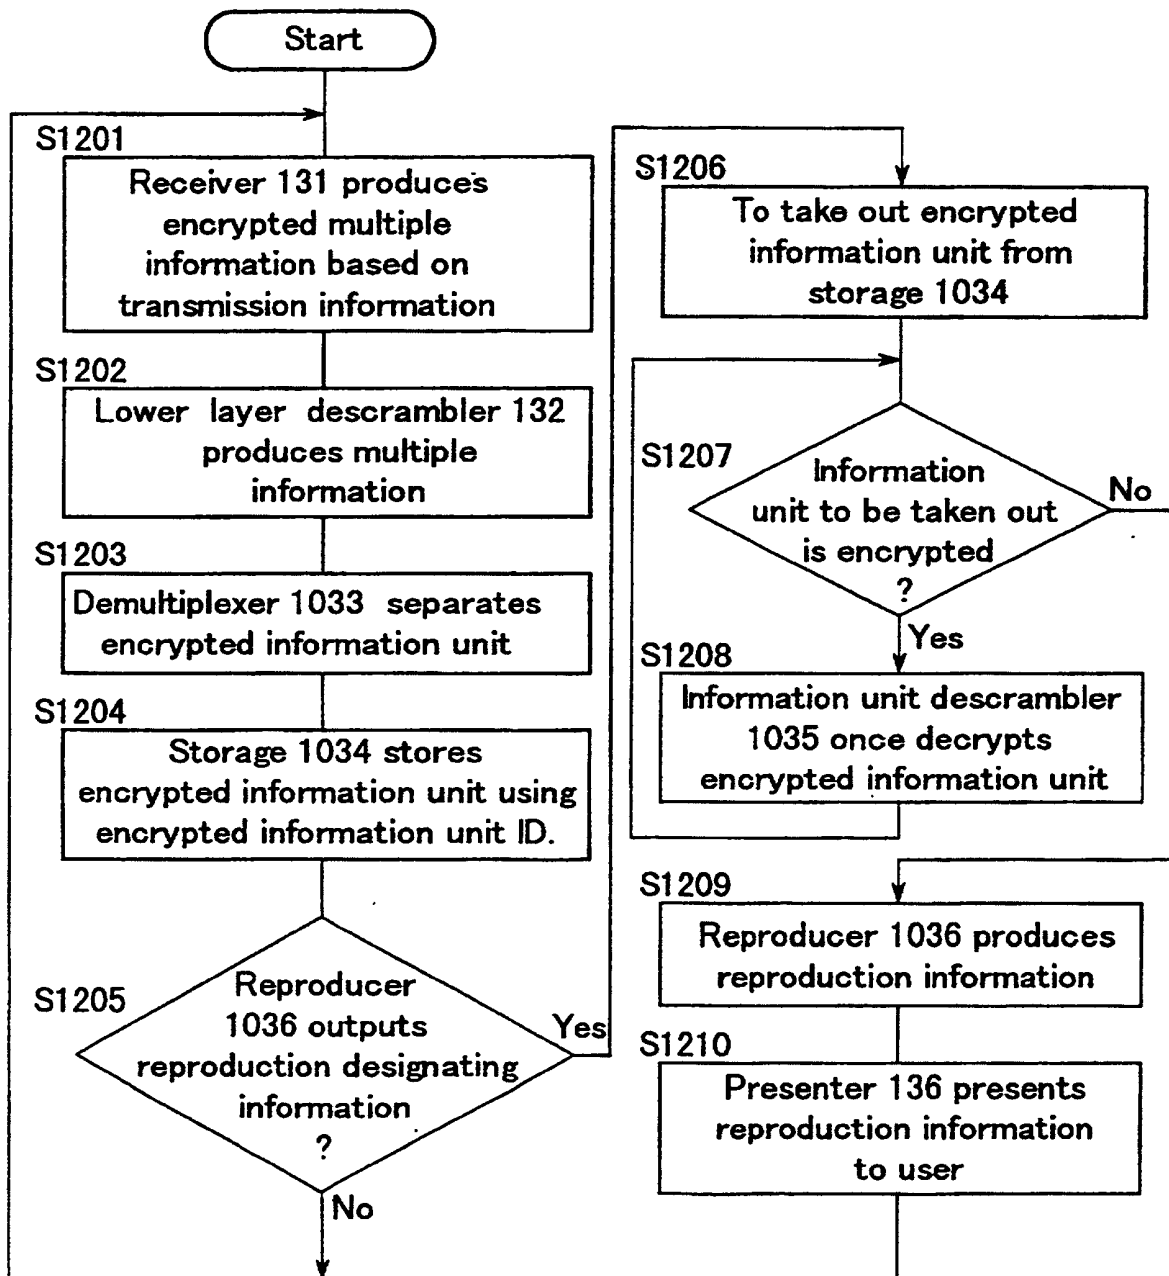 Start
S1201
Receiver 131 produces
encrypted multiple
information based on
transmission information
S1202
Lower layer descrambler 132
produces multiple
information
S1203
Demultiplexer 1033 separates
encrypted information unit
S1204
Storage 1034 stores
encrypted information unit using
encrypted information unit ID.
S1205
Reproducer
1036 outputs
reproduction designating
information
?
Yes
No
S1206
To take out encrypted
information unit from
storage 1034
S1207
Information
unit to be taken out
is encrypted
?
No
Yes
S1208
Information unit descrambler
1035 once decrypts
encrypted information unit
S1209
Reproducer 1036 produces
reproduction information
S1210
Presenter 136 presents
reproduction information
to user